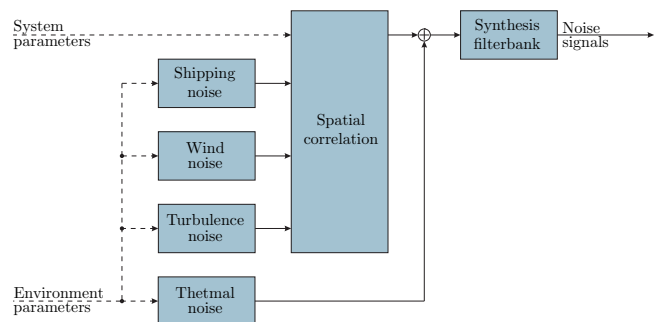 System
parameters
Shipping
noise
Wind
noise
Turbulence
noise
Environment
parameters
Thetmal
noise
Spatial
correlation
Synthesis
filterbank
Noise
signals